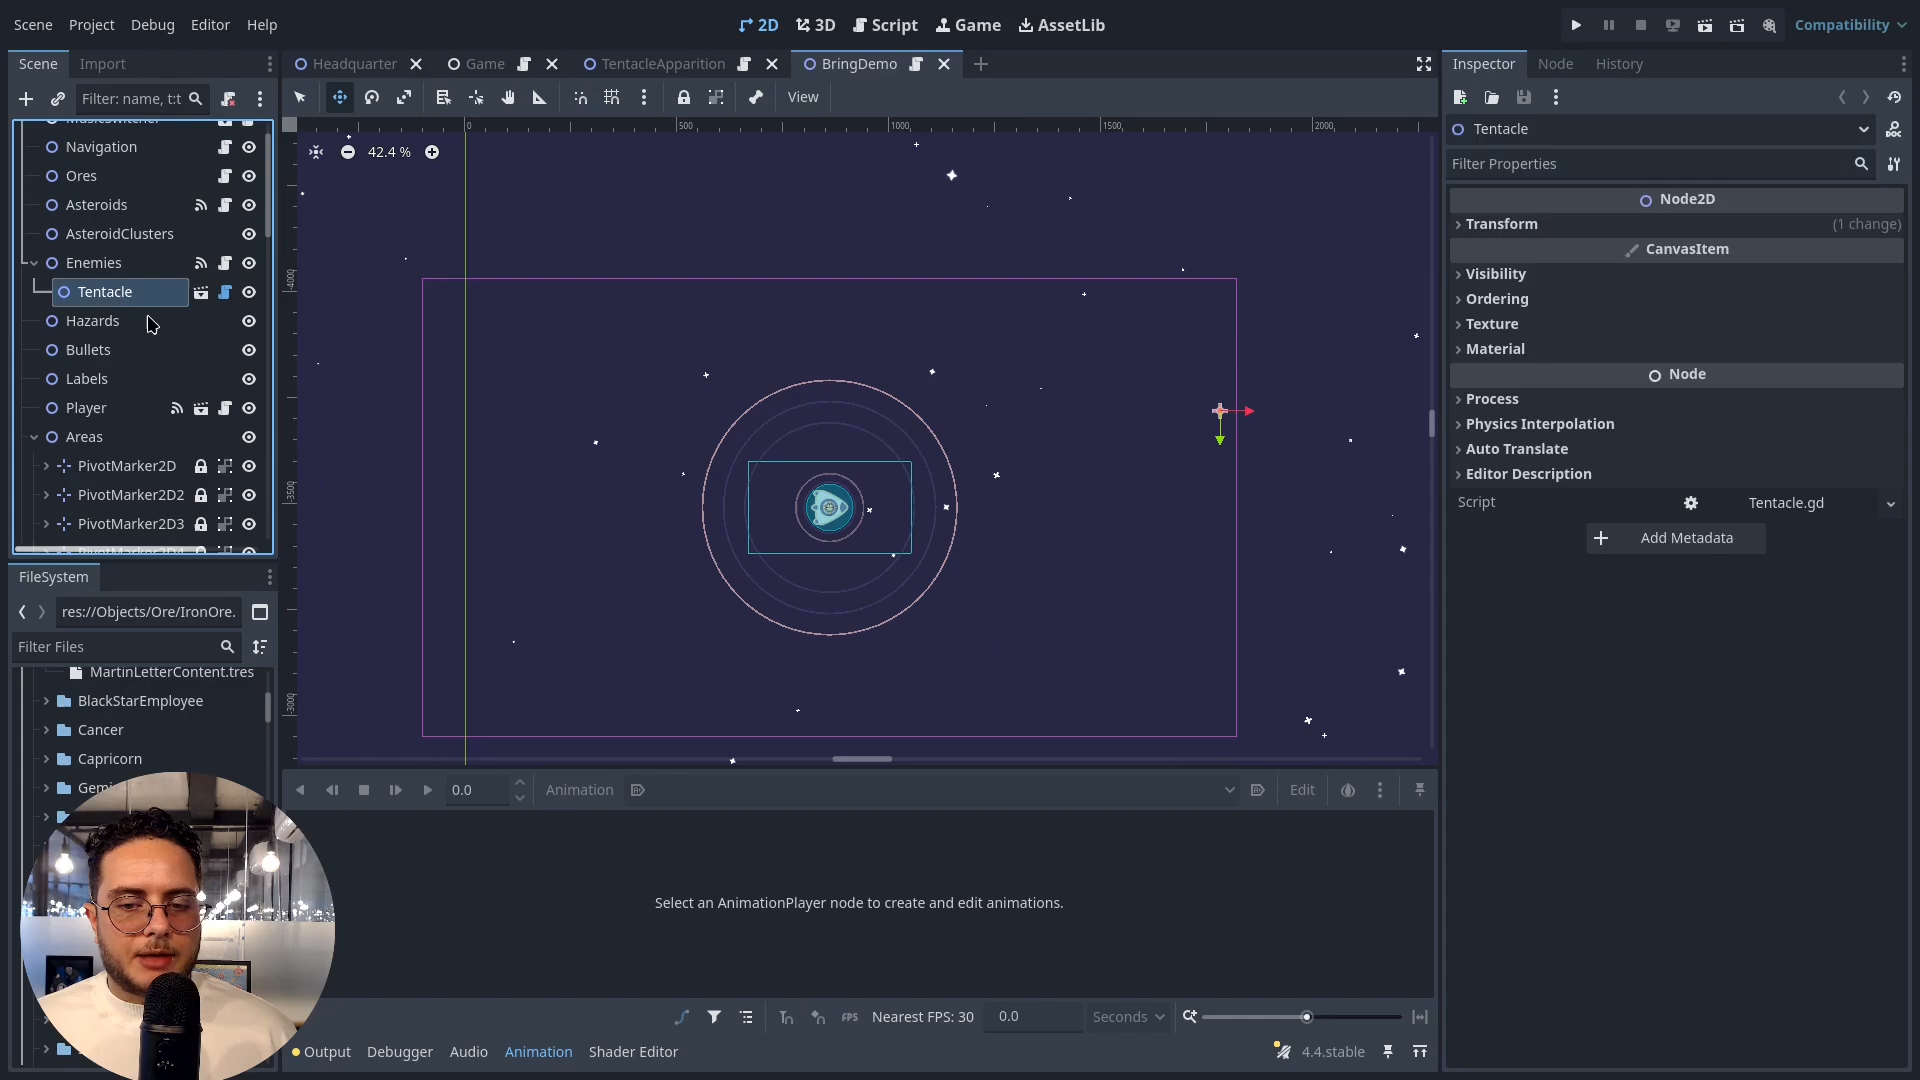 Scene Project Debug Editor Help
2D 3D Script Game AssetLib
Compatibility
Scene Import
Filter: name, t:t
Headquarter Game TentacleApparition BringDemo
View
42.4 %
0 500 1000 1500 2000
-4000
-3500
-3000
Navigation
Ores
Asteroids
AsteroidClusters
Enemies
Tentacle
Hazards
Bullets
Labels
Player
Areas
PivotMarker2D
PivotMarker2D2
PivotMarker2D3
FileSystem
res://Objects/Ore/IronOre.
Filter Files
MartinLetterContent.tres
BlackStarEmployee
Cancer
Capricorn
0.0 Animation Edit
Select an AnimationPlayer node to create and edit animations.
FPS Nearest FPS: 30 0.0 Seconds
Output Debugger Audio Animation Shader Editor 4.4.stable
Inspector Node History
Tentacle
Filter Properties
Node2D
Transform (1 change)
CanvasItem
Visibility
Ordering
Texture
Material
Node
Process
Physics Interpolation
Auto Translate
Editor Description
Script Tentacle.gd
Add Metadata